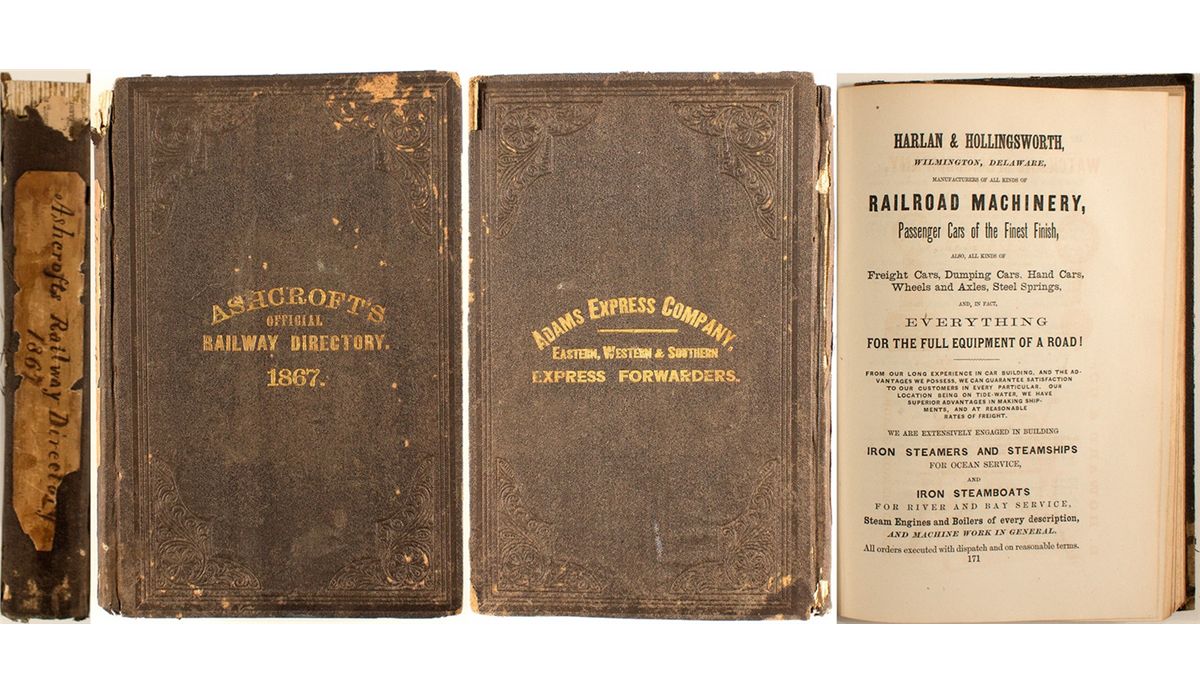 Ashcrofts Railway Directory
1867
ASHCROFT'S
OFFICIAL
RAILWAY DIRECTORY.
1867.
ADAMS EXPRESS COMPANY,
EASTERN, WESTERN & SOUTHERN
EXPRESS FORWARDERS.
HARLAN & HOLLINGSWORTH,
WILMINGTON, DELAWARE,
MANUFACTURERS OF ALL KINDS OF
RAILROAD MACHINERY,
Passenger Cars of the Finest Finish,
ALSO, ALL KINDS OF
Freight Cars, Dumping Cars. Hand Cars,
Wheels and Axles, Steel Springs,
AND, IN FACT,
EVERYTHING
FOR THE FULL EQUIPMENT OF A ROAD!
FROM OUR LONG EXPERIENCE IN CAR BUILDING, AND THE AD-
VANTAGES WE POSSESS, WE CAN GUARANTEE SATISFACTION
TO OUR CUSTOMERS IN EVERY PARTICULAR. OUR
LOCATION BEING ON TIDE-WATER, WE HAVE
SUPERIOR ADVANTAGES IN MAKING SHIP-
MENTS, AND AT REASONABLE
RATES OF FREIGHT.
WE ARE EXTENSIVELY ENGAGED IN BUILDING
IRON STEAMERS AND STEAMSHIPS
FOR OCEAN SERVICE,
AND
IRON STEAMBOATS
FOR RIVER AND BAY SERVICE,
Steam Engines and Boilers of every description,
AND MACHINE WORK IN GENERAL.
All orders executed with dispatch and on reasonable terms.
171